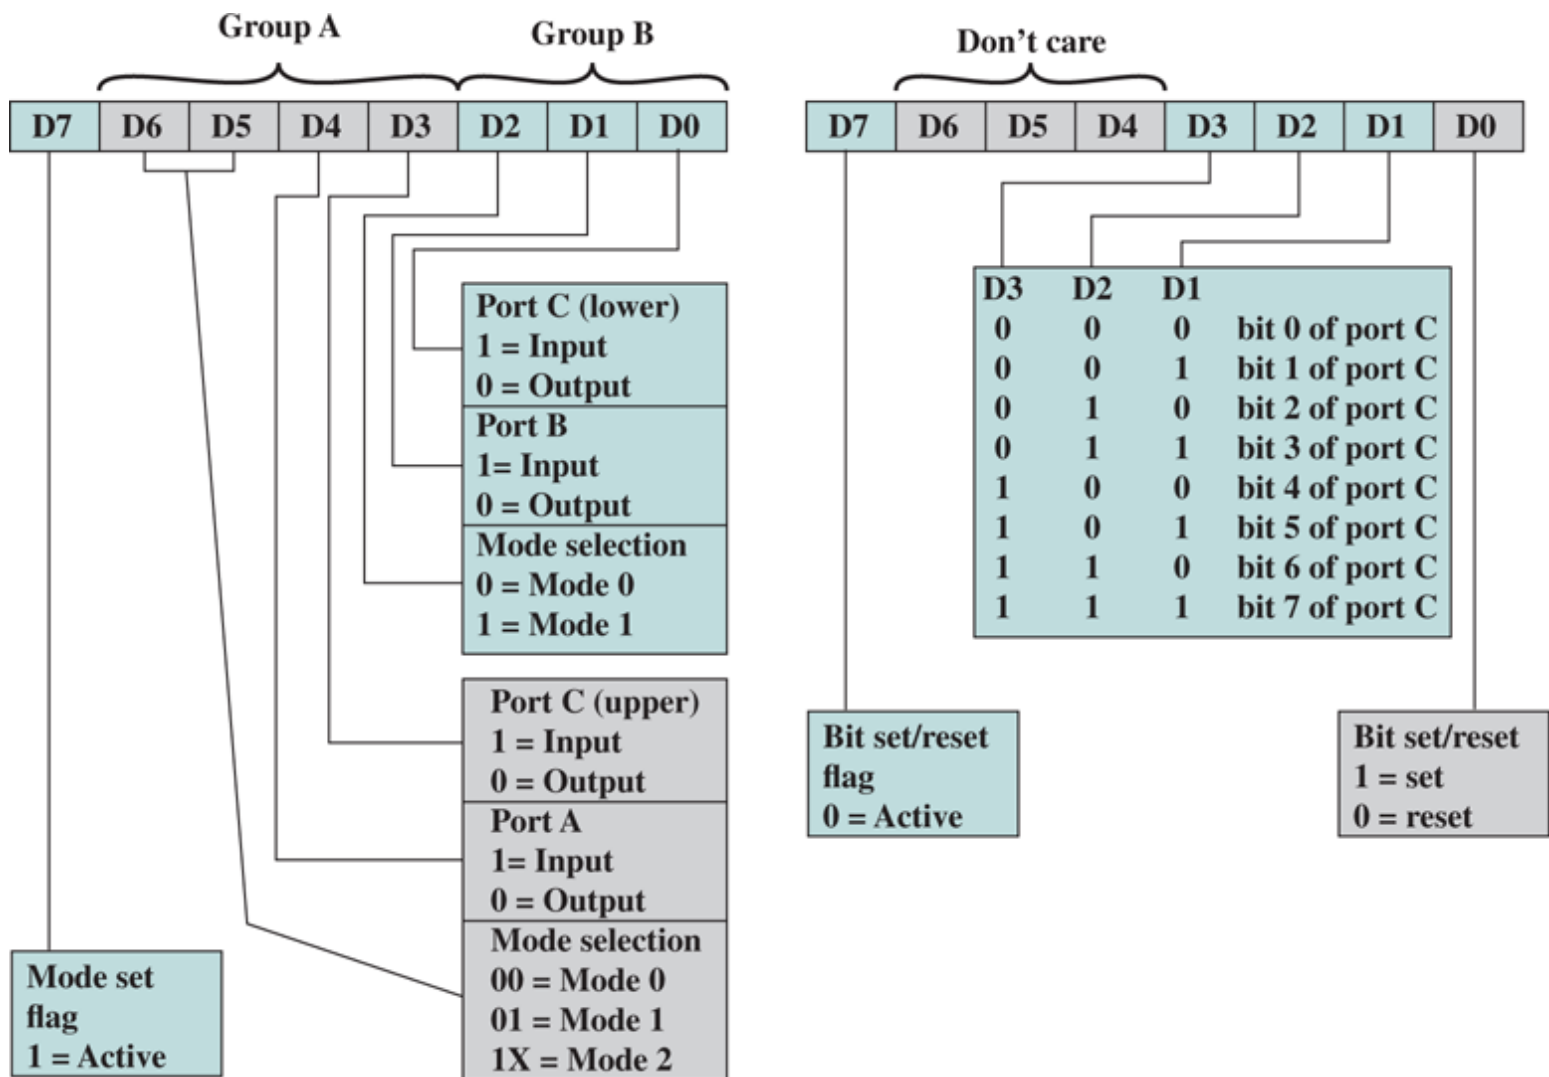 Group A
Group B
D7 D6 D5 D4 D3 D2 D1 D0
Port C (lower)
1 = Input
0 = Output
Port B
1= Input
0 = Output
Mode selection
0 = Mode 0
1 = Mode 1
Port C (upper)
1 = Input
0 = Output
Port A
1= Input
0 = Output
Mode selection
00 = Mode 0
01 = Mode 1
1X = Mode 2
Mode set
flag
1 = Active
Don't care
D7 D6 D5 D4 D3 D2 D1 D0
D3 D2 D1
0 0 0 bit 0 of port C
0 0 1 bit 1 of port C
0 1 0 bit 2 of port C
0 1 1 bit 3 of port C
1 0 0 bit 4 of port C
1 0 1 bit 5 of port C
1 1 0 bit 6 of port C
1 1 1 bit 7 of port C
Bit set/reset
flag
0 = Active
Bit set/reset
1 = set
0 = reset